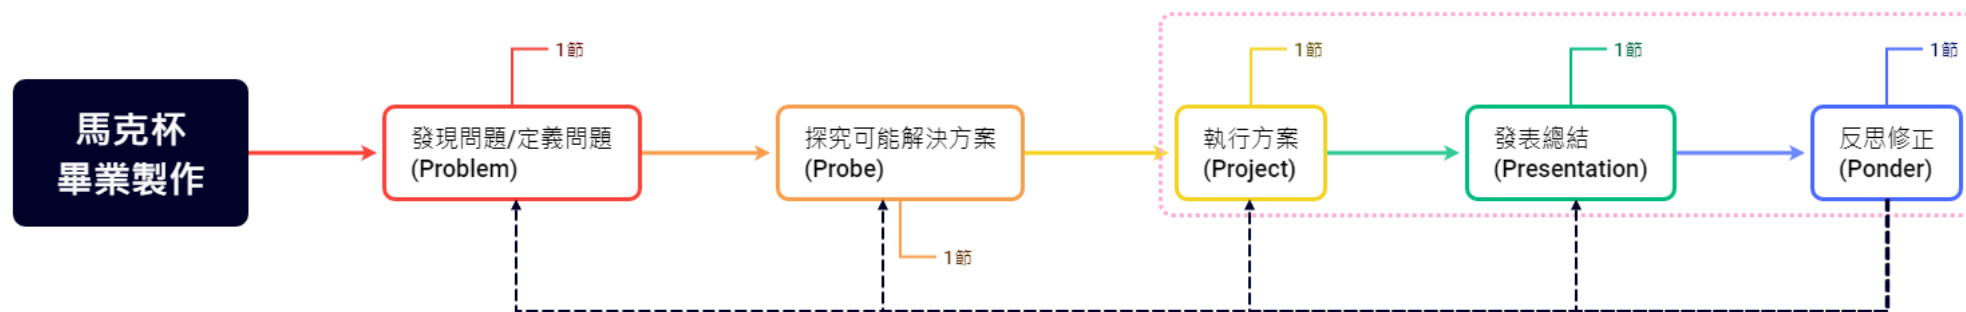 馬克杯
畢業製作
1節
發現問題/定義問題
(Problem)
探究可能解決方案
(Probe)
1節
1節
執行方案
(Project)
1節
發表總結
(Presentation)
1節
反思修正
(Ponder)